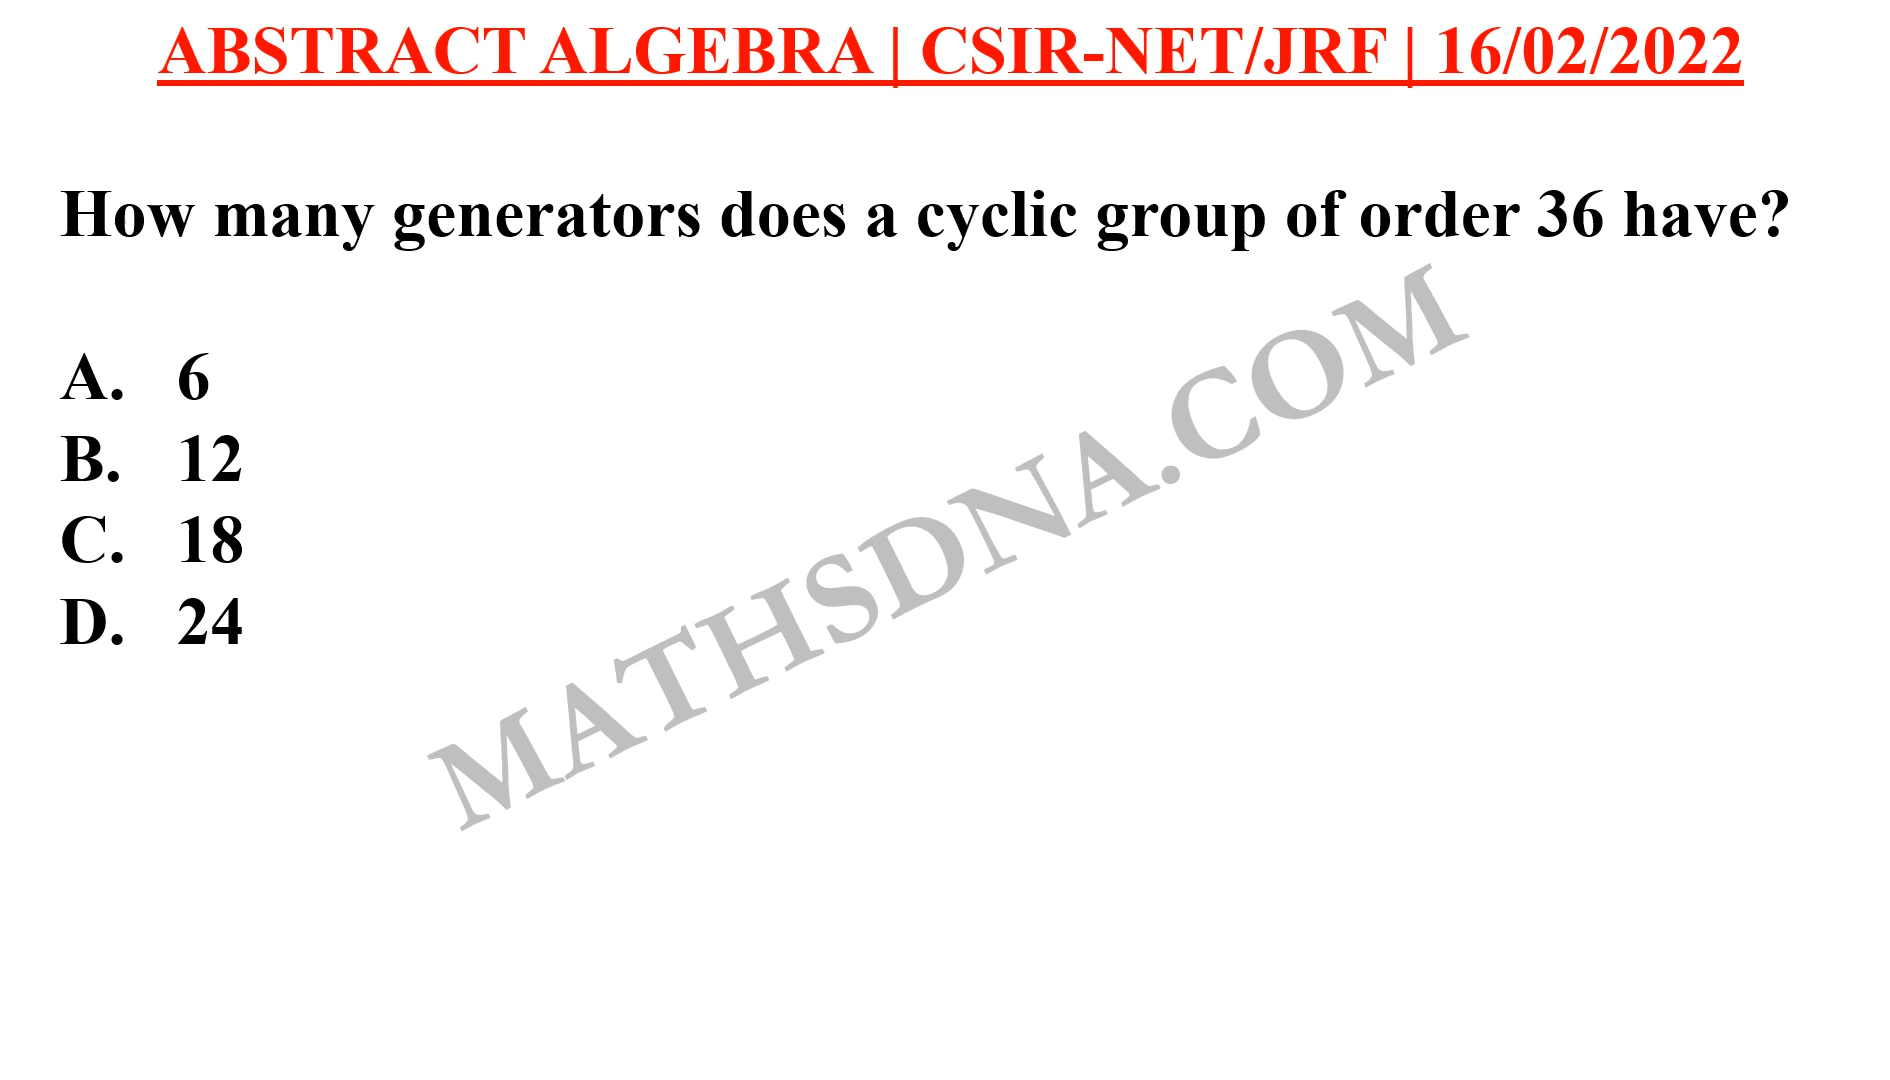 ABSTRACT ALGEBRA | CSIR-NET/JRF | 16/02/2022
How many generators does a cyclic group of order 36 have?
A. 6
B. 12
C. 18
D. 24
MATHSDNA.COM